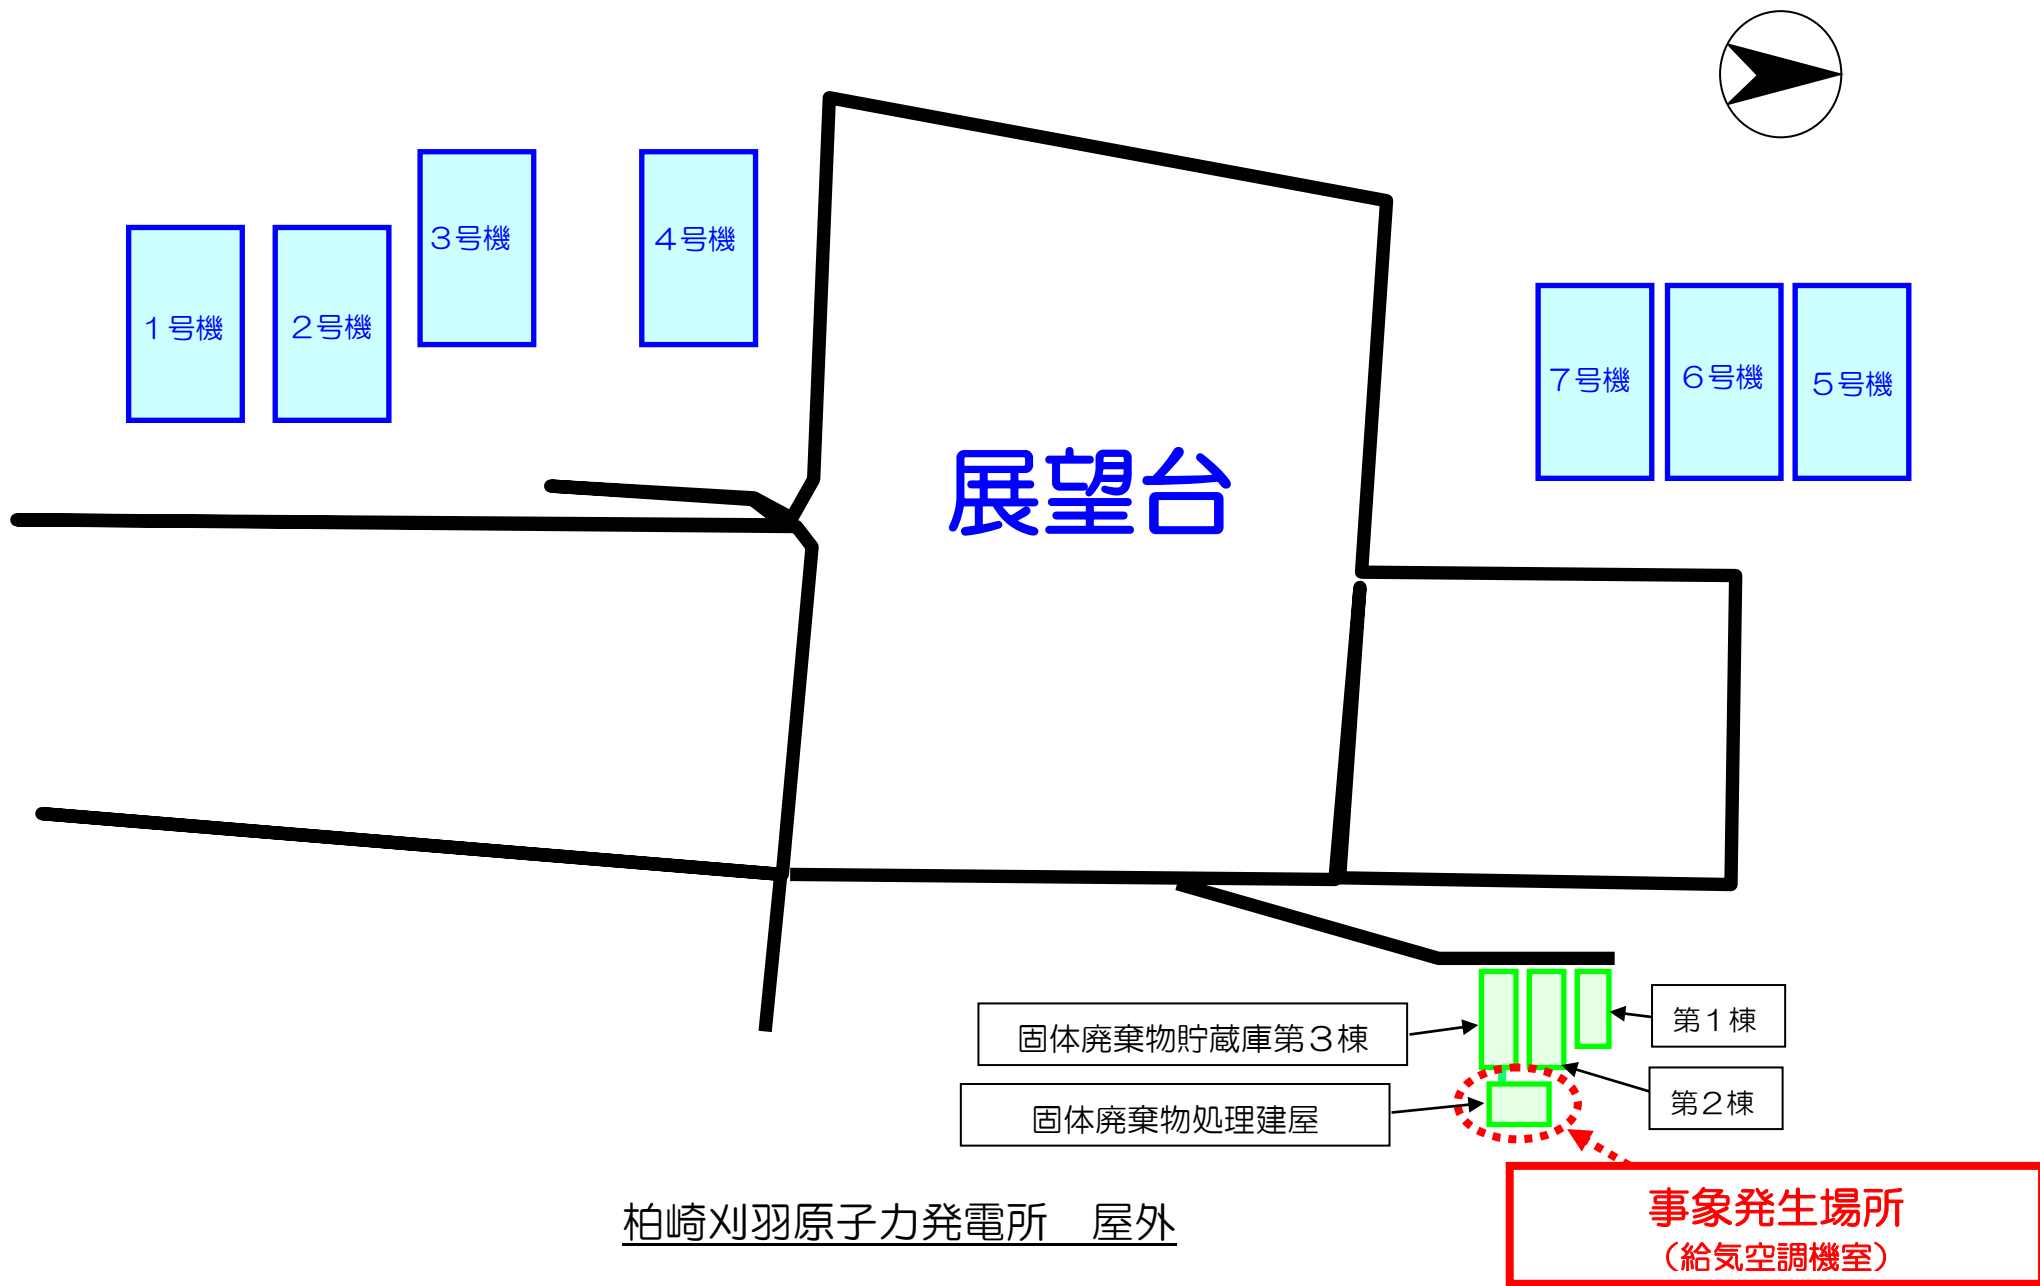 ３号機
４号機
１号機
２号機
７号機
６号機
５号機
展望台
第１棟
固体廃棄物貯蔵庫第３棟
第２棟
固体廃棄物処理建屋
事象発生場所
（給気空調機室）
柏崎刈羽原子力発電所　屋外